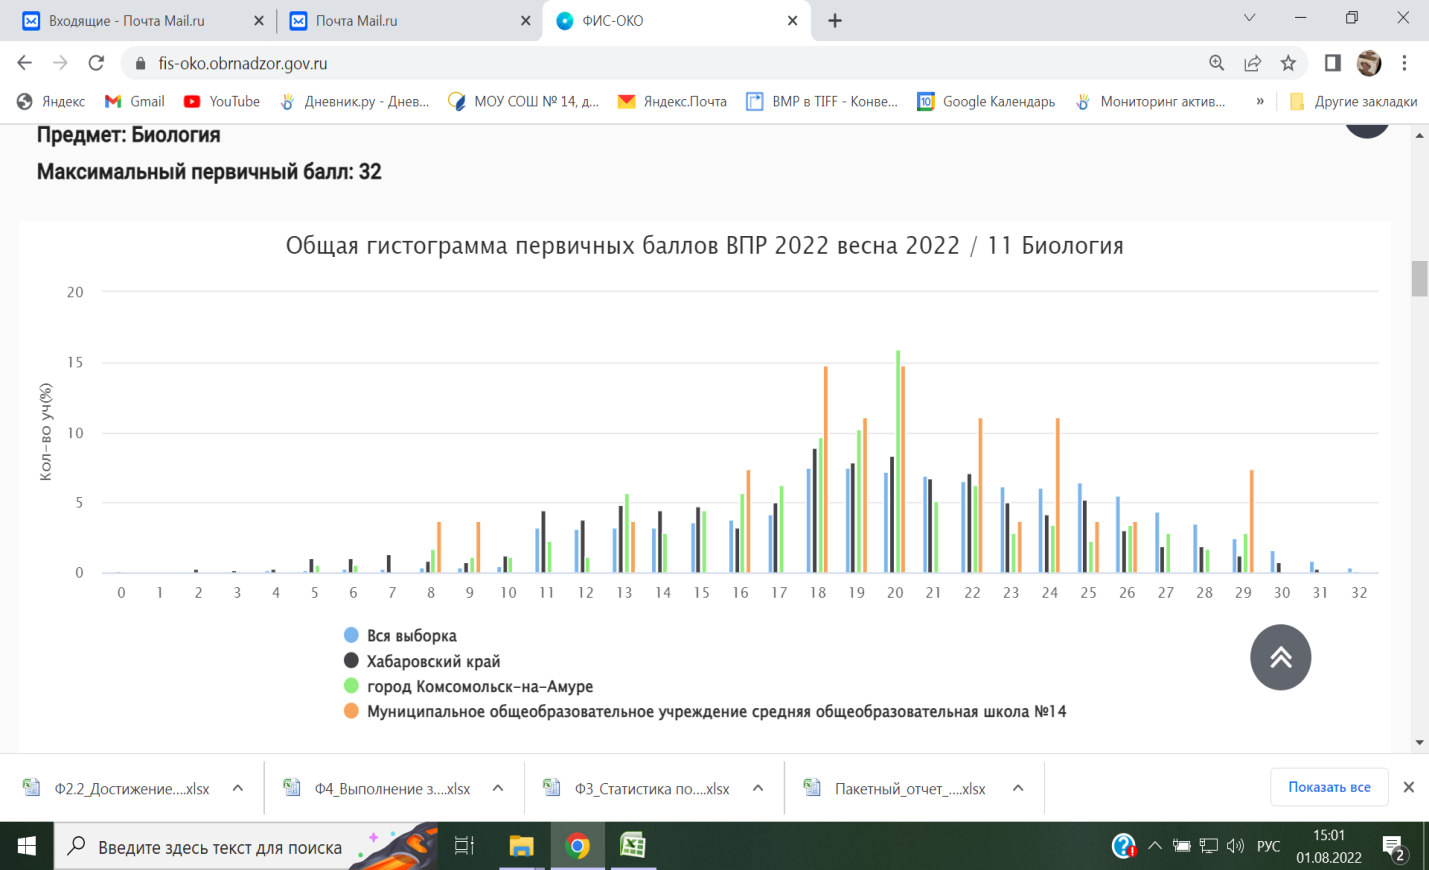 Входящие - Почта Mail.ru
Почта Mail.ru
ФИС-ОКО
fis-oko.obrnadzor.gov.ru
Яндекс
Gmail
YouTube
Дневник.ру - Днев...
МОУ СОШ № 14, д...
Яндекс.Почта
BMP в TIFF - Конве...
10
Google Календарь
Мониторинг актив...
»
Другие закладки
Предмет: Биология
Максимальный первичный балл: 32
Общая гистограмма первичных баллов ВПР 2022 весна 2022 / 11 Биология
Кол-во уч(%)
20
15
10
5
0
0 1 2 3 4 5 6 7 8 9 10 11 12 13 14 15 16 17 18 19 20 21 22 23 24 25 26 27 28 29 30 31 32
Вся выборка
Хабаровский край
город Комсомольск-на-Амуре
Муниципальное общеобразовательное учреждение средняя общеобразовательная школа №14
Ф2.2_Достижение....xlsx
Ф4_Выполнение з....xlsx
Ф3_Статистика по....xlsx
Пакетный_отчет_....xlsx
Показать все
Введите здесь текст для поиска
РУС
15:01
01.08.2022
2